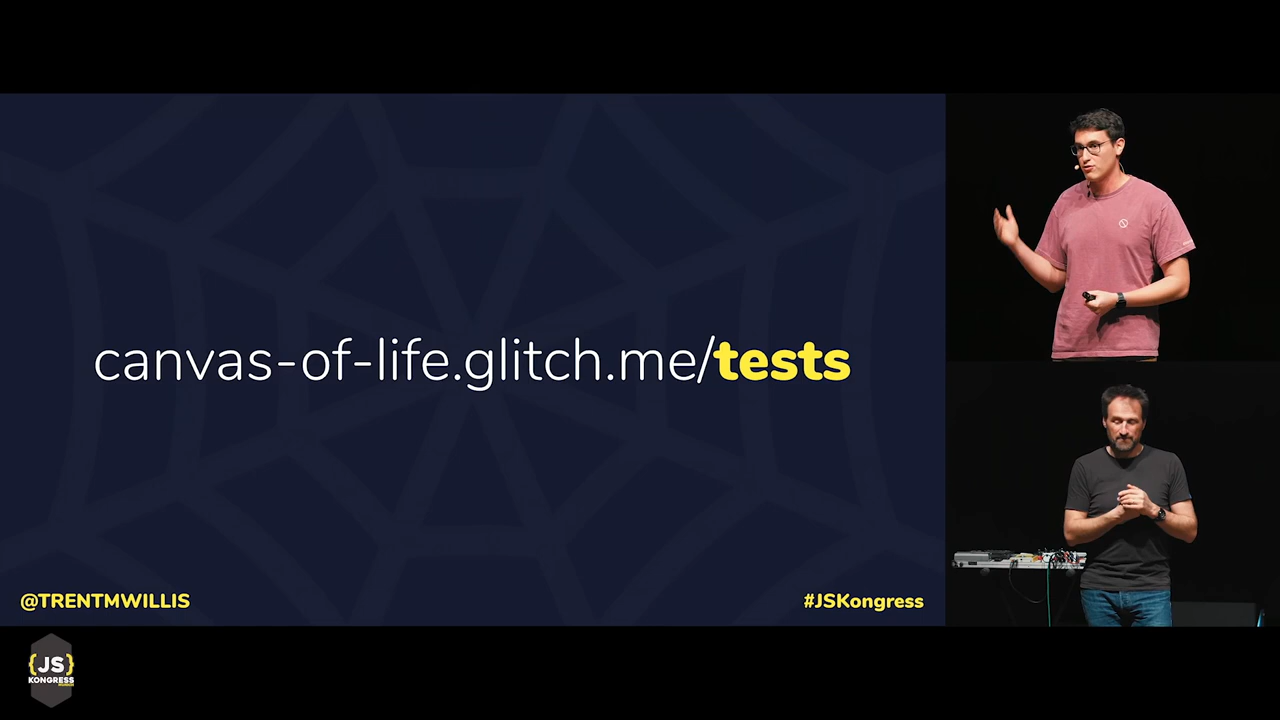 canvas-of-life.glitch.me/tests
@TRENTMWILLIS
#JSKongress
{JS}
KONGRESS